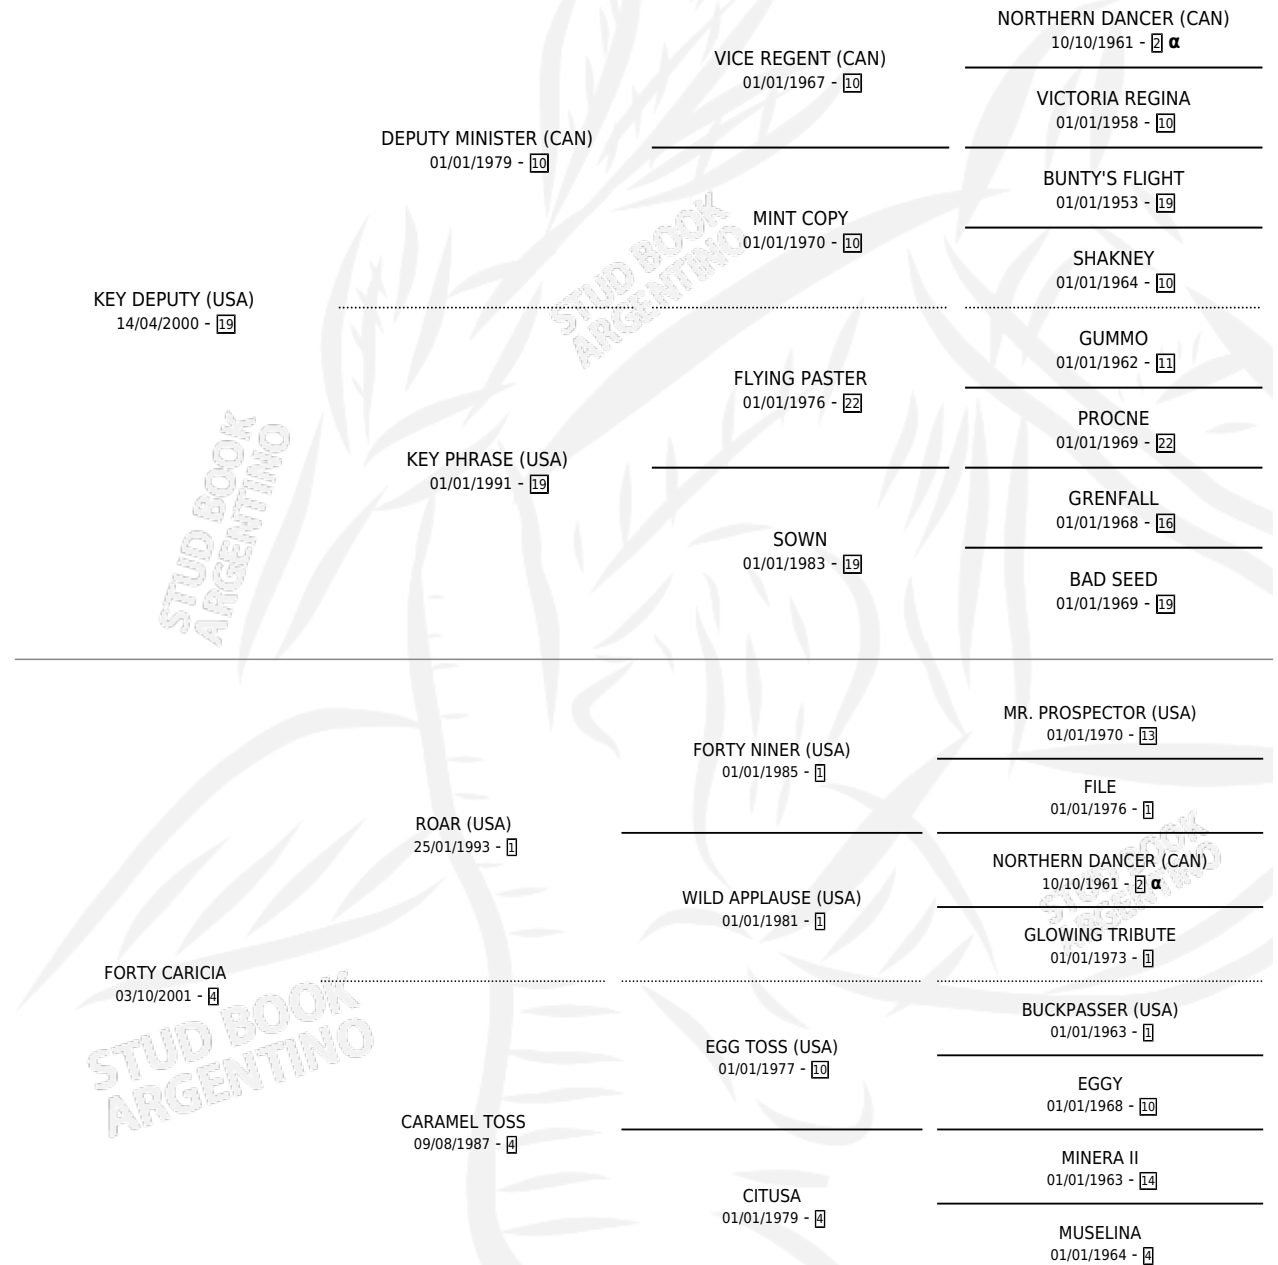 NORTHERN DANCER (CAN)
10/10/1961 - 2 α
VICE REGENT (CAN)
01/01/1967 - 10
VICTORIA REGINA
01/01/1958 - 10
DEPUTY MINISTER (CAN)
01/01/1979 - 10
BUNTY'S FLIGHT
01/01/1953 - 19
MINT COPY
01/01/1970 - 10
SHAKNEY
01/01/1964 - 10
KEY DEPUTY (USA)
14/04/2000 - 19
GUMMO
01/01/1962 - 11
FLYING PASTER
01/01/1976 - 22
PROCNE
01/01/1969 - 22
KEY PHRASE (USA)
01/01/1991 - 19
GRENFALL
01/01/1968 - 16
SOWN
01/01/1983 - 19
BAD SEED
01/01/1969 - 19
MR. PROSPECTOR (USA)
01/01/1970 - 13
FORTY NINER (USA)
01/01/1985 - 1
FILE
01/01/1976 - 1
ROAR (USA)
25/01/1993 - 1
NORTHERN DANCER (CAN)
10/10/1961 - 2 α
WILD APPLAUSE (USA)
01/01/1981 - 1
GLOWING TRIBUTE
01/01/1973 - 1
FORTY CARICIA
03/10/2001 - 4
BUCKPASSER (USA)
01/01/1963 - 1
EGG TOSS (USA)
01/01/1977 - 10
EGGY
01/01/1968 - 10
CARAMEL TOSS
09/08/1987 - 4
MINERA II
01/01/1963 - 14
CITUSA
01/01/1979 - 4
MUSELINA
01/01/1964 - 4
STUD BOOK
ARGENTINO
STUD BOOK
ARGENTINO
STUD BOOK
ARGENTINO
STUD BOOK
ARGENTINO